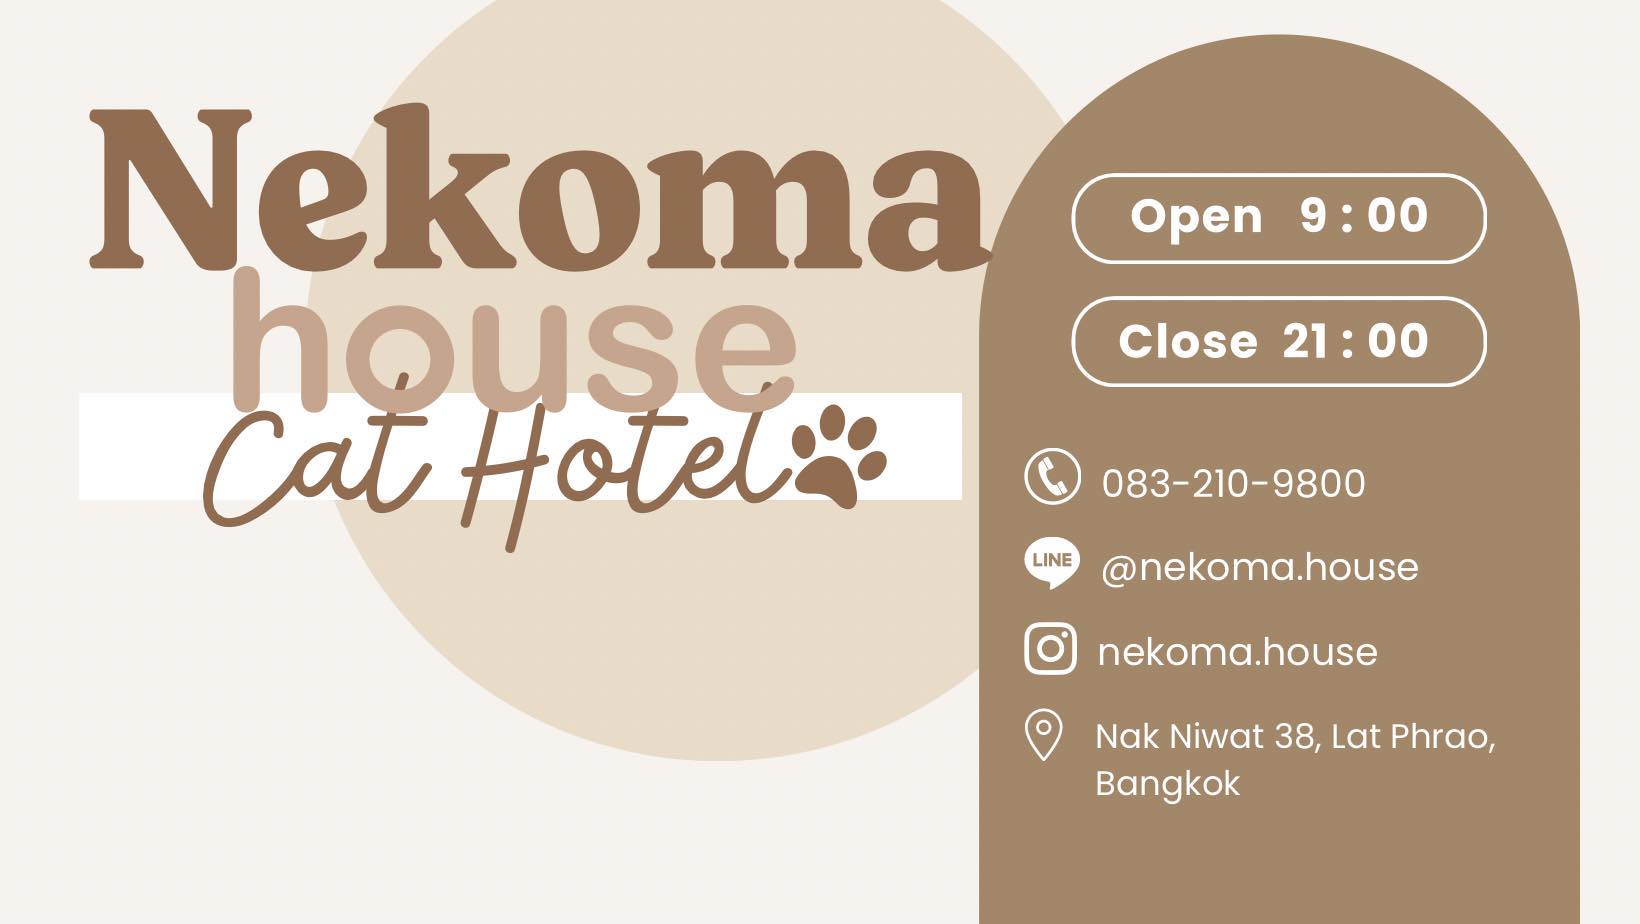 Nekoma
house
Cat Hotel
Open 9 : 00
Close 21 : 00
083-210-9800
LINE @nekoma.house
nekoma.house
Nak Niwat 38, Lat Phrao,
Bangkok